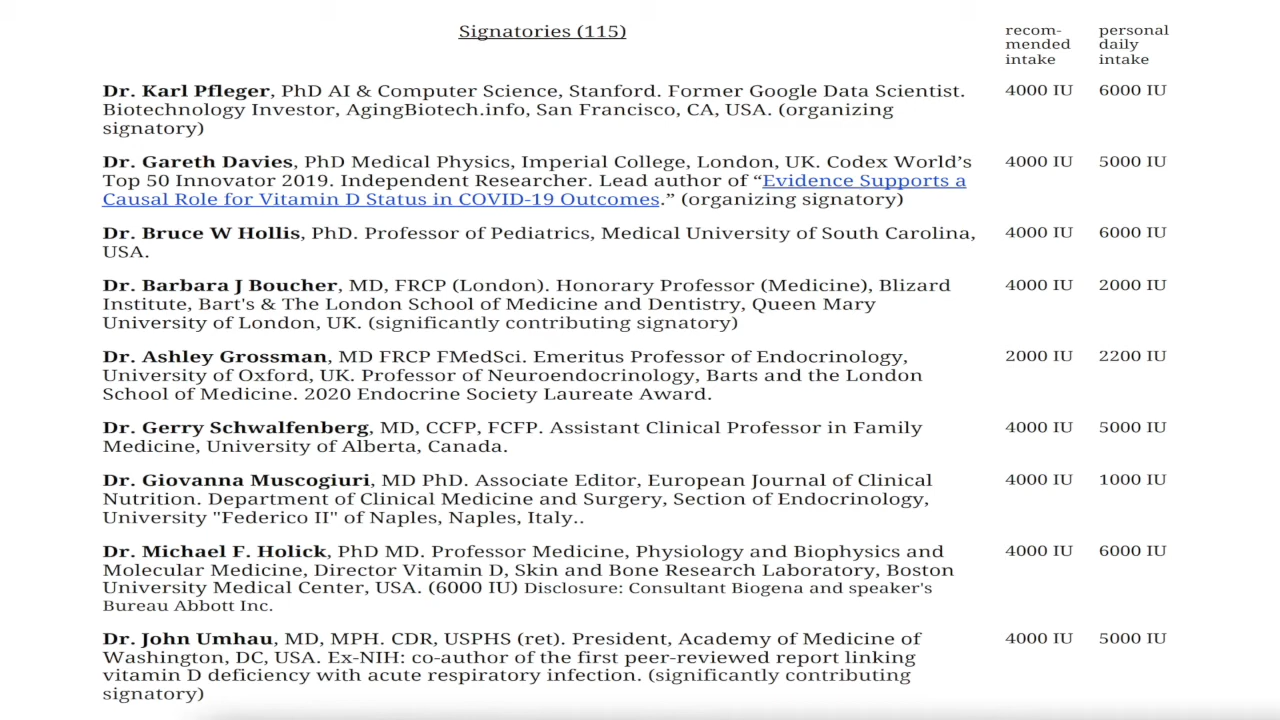 Signatories (115)
recom-
mended
intake
personal
daily
intake
Dr. Karl Pfleger, PhD AI & Computer Science, Stanford. Former Google Data Scientist. 4000 IU 6000 IU
Biotechnology Investor, AgingBiotech.info, San Francisco, CA, USA. (organizing
signatory)
Dr. Gareth Davies, PhD Medical Physics, Imperial College, London, UK. Codex World’s 4000 IU 5000 IU
Top 50 Innovator 2019. Independent Researcher. Lead author of “Evidence Supports a
Causal Role for Vitamin D Status in COVID-19 Outcomes.” (organizing signatory)
Dr. Bruce W Hollis, PhD. Professor of Pediatrics, Medical University of South Carolina, 4000 IU 6000 IU
USA.
Dr. Barbara J Boucher, MD, FRCP (London). Honorary Professor (Medicine), Blizard 4000 IU 2000 IU
Institute, Bart's & The London School of Medicine and Dentistry, Queen Mary
University of London, UK. (significantly contributing signatory)
Dr. Ashley Grossman, MD FRCP FMedSci. Emeritus Professor of Endocrinology, 2000 IU 2200 IU
University of Oxford, UK. Professor of Neuroendocrinology, Barts and the London
School of Medicine. 2020 Endocrine Society Laureate Award.
Dr. Gerry Schwalfenberg, MD, CCFP, FCFP. Assistant Clinical Professor in Family 4000 IU 5000 IU
Medicine, University of Alberta, Canada.
Dr. Giovanna Muscogiuri, MD PhD. Associate Editor, European Journal of Clinical 4000 IU 1000 IU
Nutrition. Department of Clinical Medicine and Surgery, Section of Endocrinology,
University "Federico II" of Naples, Naples, Italy..
Dr. Michael F. Holick, PhD MD. Professor Medicine, Physiology and Biophysics and 4000 IU 6000 IU
Molecular Medicine, Director Vitamin D, Skin and Bone Research Laboratory, Boston
University Medical Center, USA. (6000 IU) Disclosure: Consultant Biogena and speaker's
Bureau Abbott Inc.
Dr. John Umhau, MD, MPH. CDR, USPHS (ret). President, Academy of Medicine of 4000 IU 5000 IU
Washington, DC, USA. Ex-NIH: co-author of the first peer-reviewed report linking
vitamin D deficiency with acute respiratory infection. (significantly contributing
signatory)